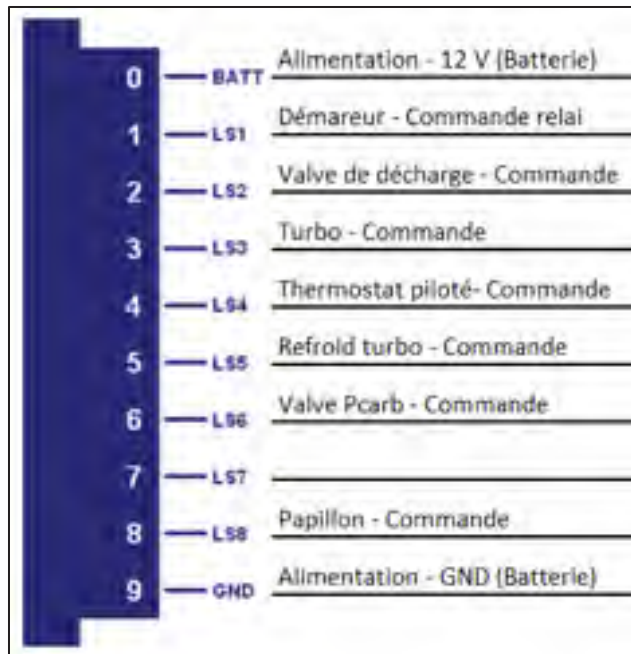 0 BATT Alimentation - 12 V (Batterie)
1 LS1 Démareur - Commande relai
2 LS2 Valve de décharge - Commande
3 LS3 Turbo - Commande
4 LS4 Thermostat piloté- Commande
5 LS5 Refroid turbo - Commande
6 LS6 Valve Pcarb - Commande
7 LS7
8 LS8 Papillon - Commande
9 GND Alimentation - GND (Batterie)